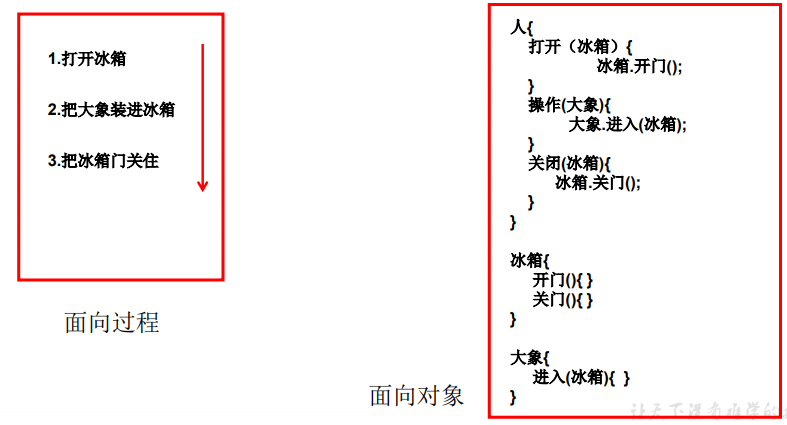 1.打开冰箱
2.把大象装进冰箱
3.把冰箱门关住
面向过程
人{
打开（冰箱）{
冰箱.开门();
}
操作(大象){
大象.进入(冰箱);
}
关闭(冰箱){
冰箱.关门();
}
}
冰箱{
开门(){ }
关门(){ }
}
大象{
进入(冰箱){ }
}
面向对象
让天下没有难学的